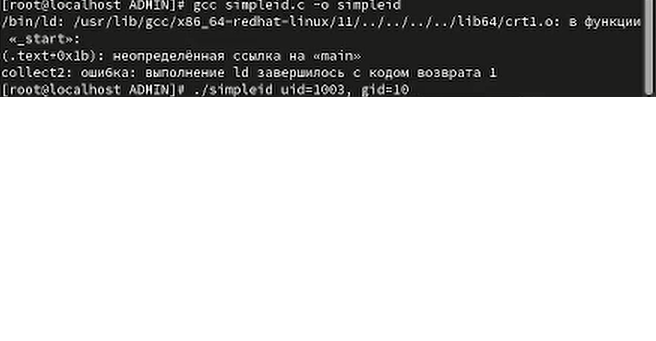 [root@localhost ADMIN]# gcc simpleid.c -o simpleid
/bin/ld: /usr/lib/gcc/x86_64-redhat-linux/11/../../../../lib64/crt1.o: в функции
«_start»:
(.text+0x1b): неопределённая ссылка на «main»
collect2: ошибка: выполнение ld завершилось с кодом возврата 1
[root@localhost ADMIN]# ./simpleid uid=1003, gid=10